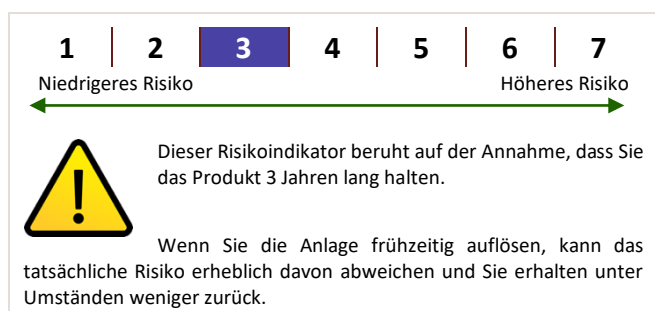 1 2 3 4 5 6 7
Niedrigeres Risiko Höheres Risiko
Dieser Risikoindikator beruht auf der Annahme, dass Sie
das Produkt 3 Jahren lang halten.
Wenn Sie die Anlage frühzeitig auflösen, kann das
tatsächliche Risiko erheblich davon abweichen und Sie erhalten unter
Umständen weniger zurück.